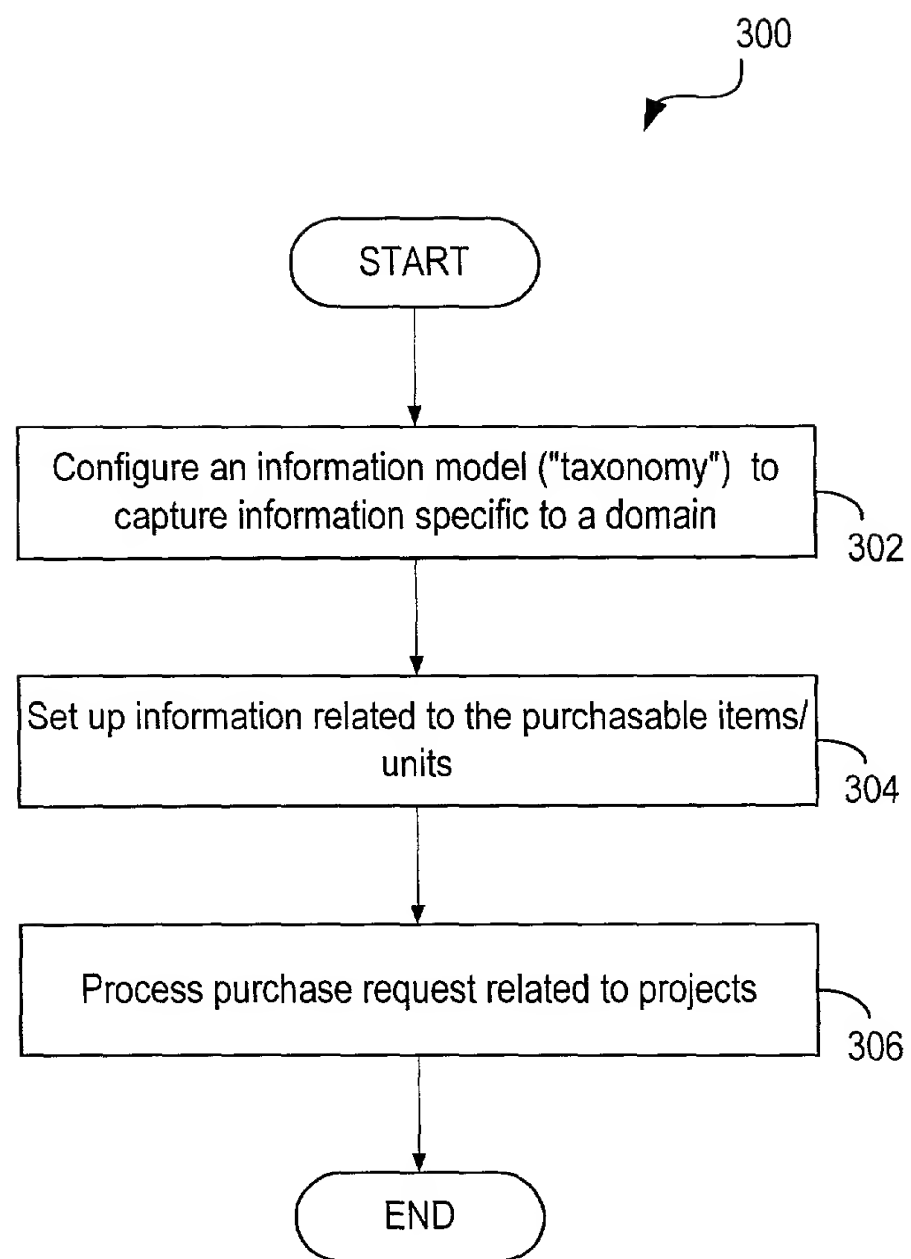 300
START
Configure an information model ("taxonomy") to
capture information specific to a domain
302
Set up information related to the purchasable items/
units
304
Process purchase request related to projects
306
END